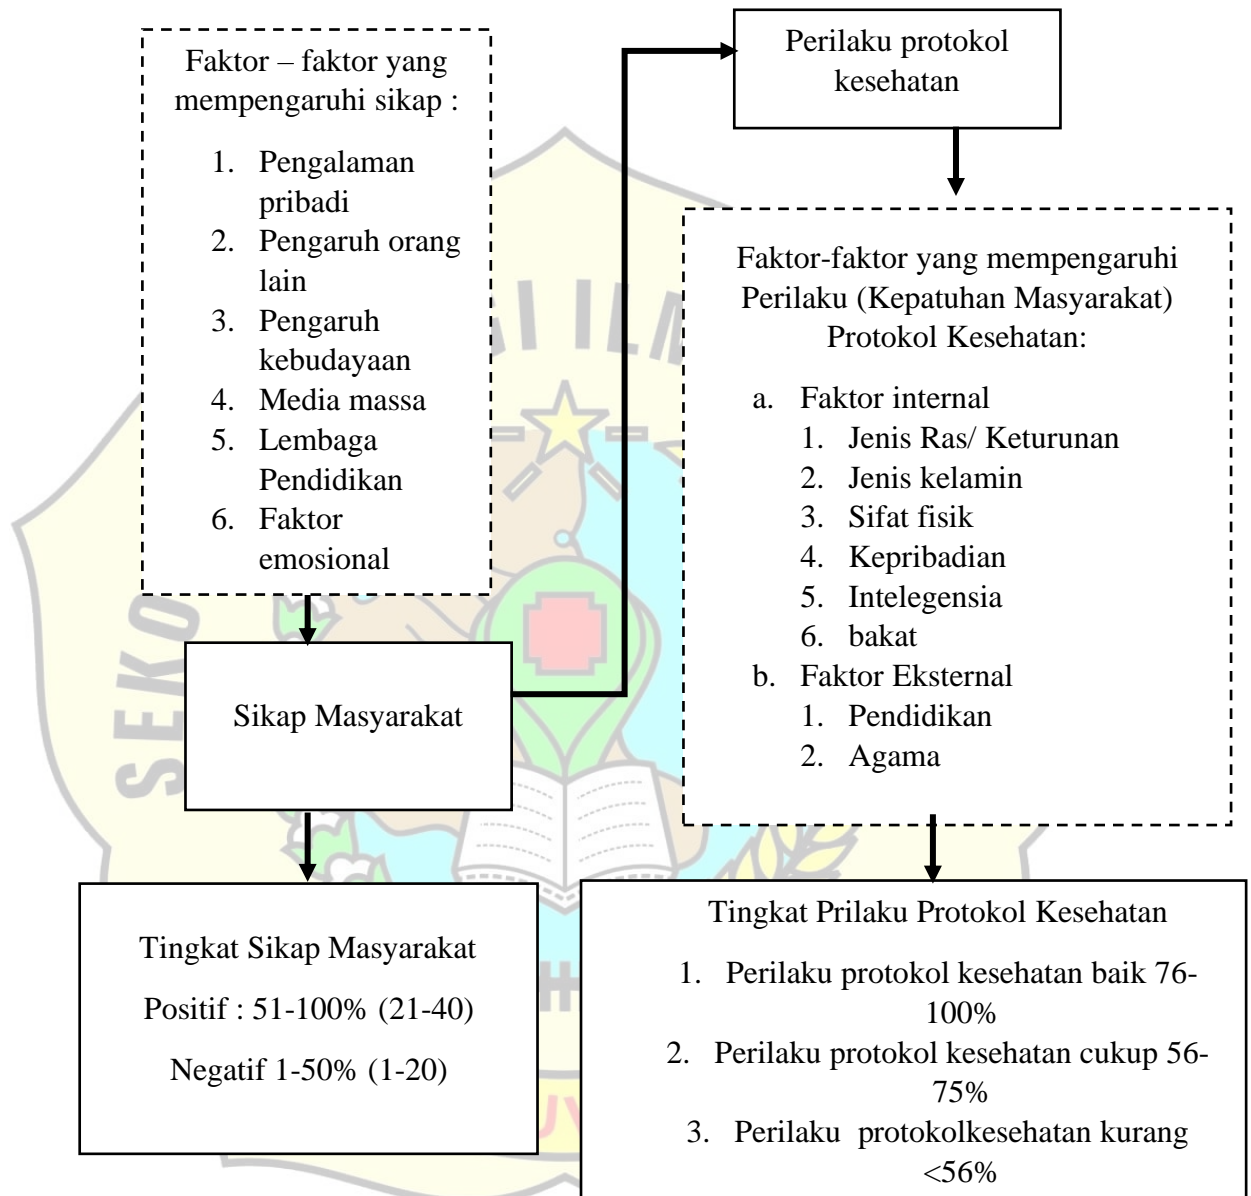 Faktor – faktor yang
mempengaruhi sikap :
1. Pengalaman
pribadi
2. Pengaruh orang
lain
3. Pengaruh
kebudayaan
4. Media massa
5. Lembaga
Pendidikan
6. Faktor
emosional
Sikap Masyarakat
Tingkat Sikap Masyarakat
Positif : 51-100% (21-40)
Negatif 1-50% (1-20)
Perilaku protokol
kesehatan
Faktor-faktor yang mempengaruhi
Perilaku (Kepatuhan Masyarakat)
Protokol Kesehatan:
a. Faktor internal
1. Jenis Ras/ Keturunan
2. Jenis kelamin
3. Sifat fisik
4. Kepribadian
5. Intelegensia
6. bakat
b. Faktor Eksternal
1. Pendidikan
2. Agama
Tingkat Prilaku Protokol Kesehatan
1. Perilaku protokol kesehatan baik 76-
100%
2. Perilaku protokol kesehatan cukup 56-
75%
3. Perilaku  protokolkesehatan kurang
<56%